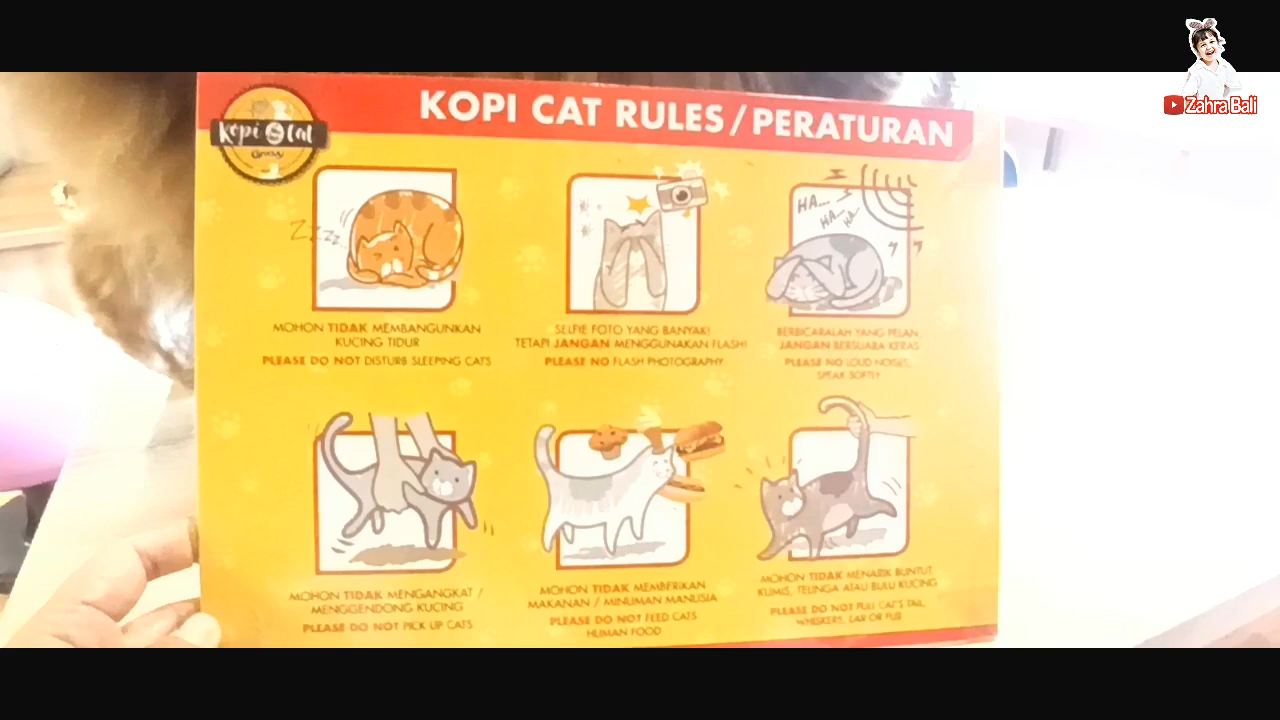 Zahra Bali
KOPI CAT RULES / PERATURAN
Kopi Cat
ZZZZ...
HA...
HA...
HA
MOHON TIDAK MEMBANGUNKAN
KUCING TIDUR
PLEASE DO NOT DISTURB SLEEPING CATS
SELFIE FOTO YANG BANYAK!
TETAPI JANGAN MENGGUNAKAN FLASH!
PLEASE NO FLASH PHOTOGRAPHY
BERBICARALAH YANG PELAN
JANGAN BERSUARA KERAS
PLEASE NO LOUD NOISES,
SPEAK SOFTLY
MOHON TIDAK MENGANGKAT /
MENGGENDONG KUCING
PLEASE DO NOT PICK UP CATS
MOHON TIDAK MEMBERIKAN
MAKANAN / MINUMAN MANUSIA
PLEASE DO NOT FEED CATS
HUMAN FOOD
MOHON TIDAK MENARIK BUNTUT,
KUMIS, TELINGA ATAU BULU KUCING
PLEASE DO NOT PULL CAT'S TAIL,
WHISKERS, EAR OR FUR